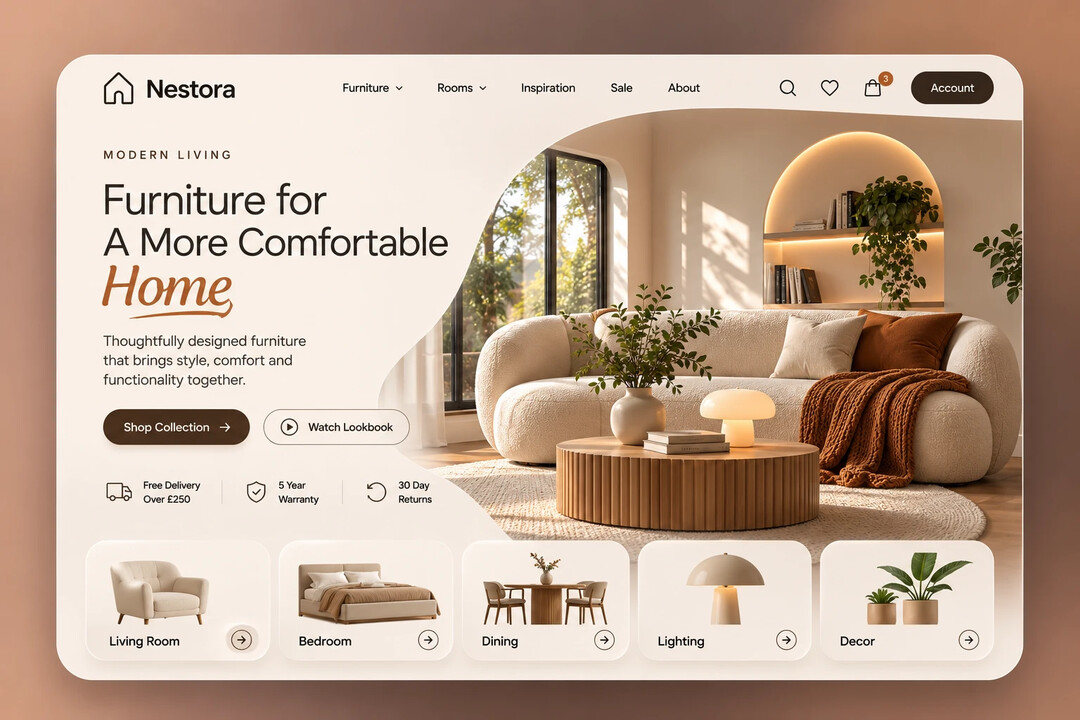 Nestora
Furniture
Rooms
Inspiration
Sale
About
3
Account
MODERN LIVING
Furniture for
A More Comfortable
Home
Thoughtfully designed furniture
that brings style, comfort and
functionality together.
Shop Collection
Watch Lookbook
Free Delivery
Over £250
5 Year
Warranty
30 Day
Returns
Living Room
Bedroom
Dining
Lighting
Decor